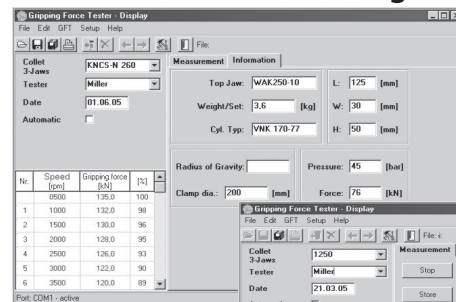 Gripping Force Tester - Display
File Edit GFT Setup Help
File:
Collet
3-Jaws
KNCS-N 260
Tester
Miller
Date
01.06.05
Automatic
Measurement Information
Top Jaw: WAK250-10
Weight/Set: 3,6 [kg]
Cyl. Typ: VNK 170-77
L: 125 [mm]
W: 30 [mm]
H: 50 [mm]
Radius of Gravity:
Clamp dia.: 200 [mm]
Pressure: 45 [bar]
Force: 76 [kN]
Nr. Speed [rpm] Gripping force [kN] [%]
0500 135,0 100
1 1000 132,0 98
2 1500 130,0 96
3 2000 128,0 95
4 2500 126,0 93
5 3000 122,0 90
6 3500 120,0 89
Port: COM1 - active
Gripping Force Tester - Display
File Edit GFT Setup Help
File:
Collet
3-Jaws
1250
Tester
Miller
Date
21.03.05
Measurement
Stop
Store